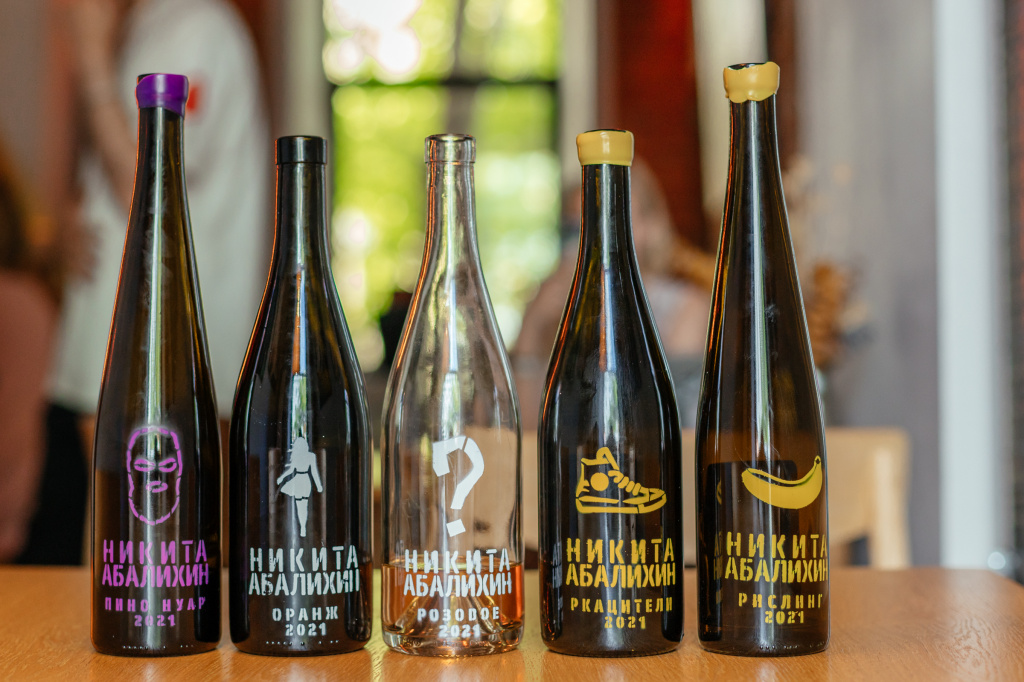 НИКИТА
АБАЛИХИН
ПИНО НУАР
2021
НИКИТА
АБАЛИХИН
ОРАНЖ
2021
?
НИКИТА
АБАЛИХИН
РОЗОВОЕ
2021
НИКИТА
АБАЛИХИН
РКАЦИТЕЛИ
2021
НИКИТА
АБАЛИХИН
РИСЛИНГ
2021